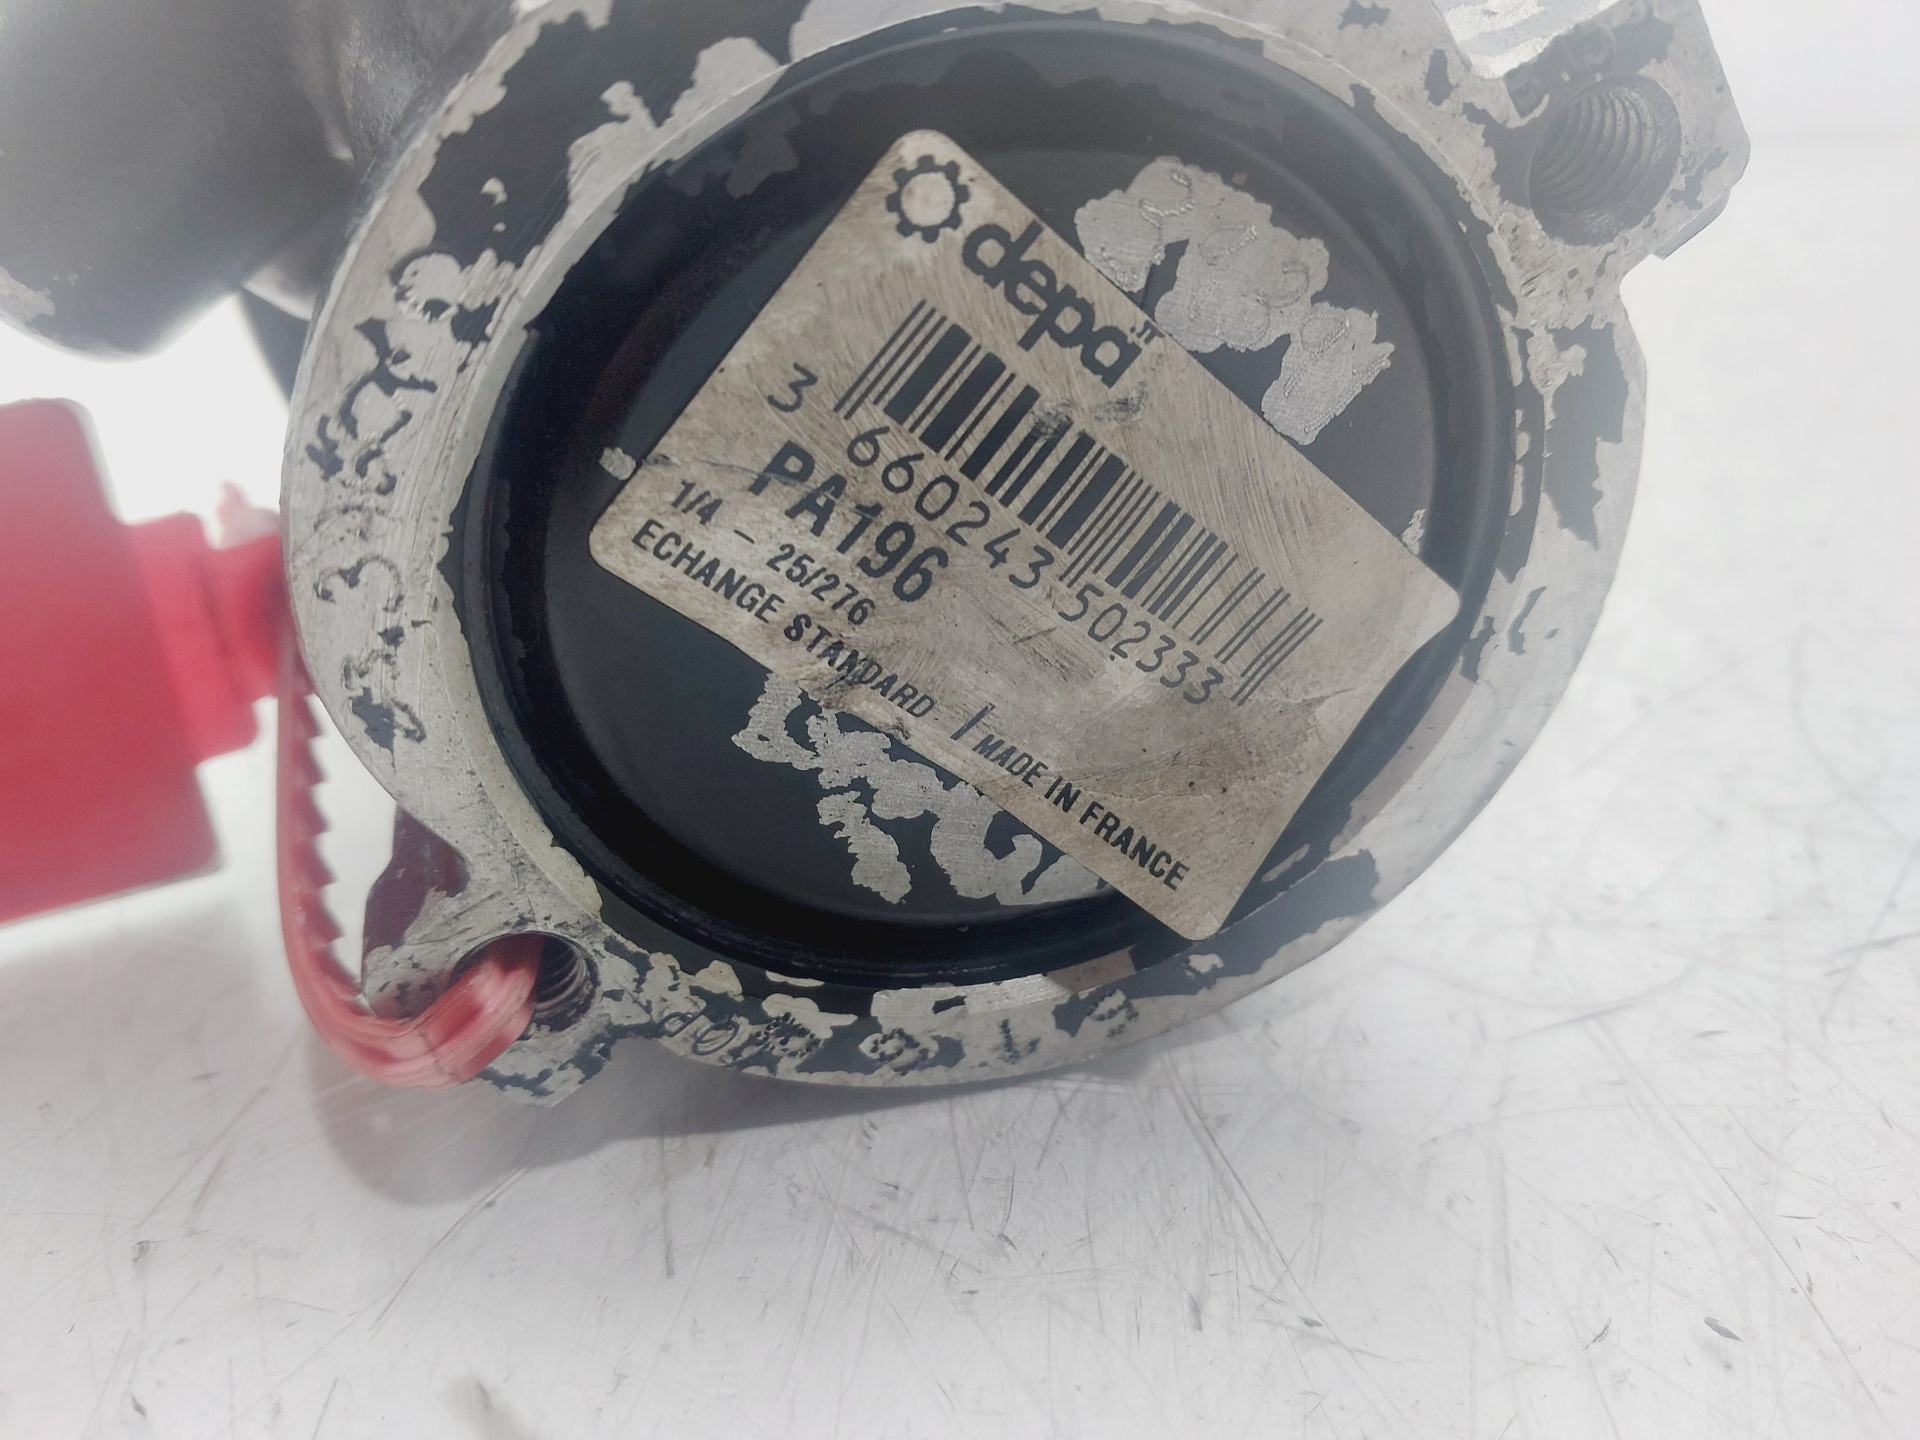 depa
3 660243 502333
PA196
1/4 - 25/276
ECHANGE STANDARD / MADE IN FRANCE